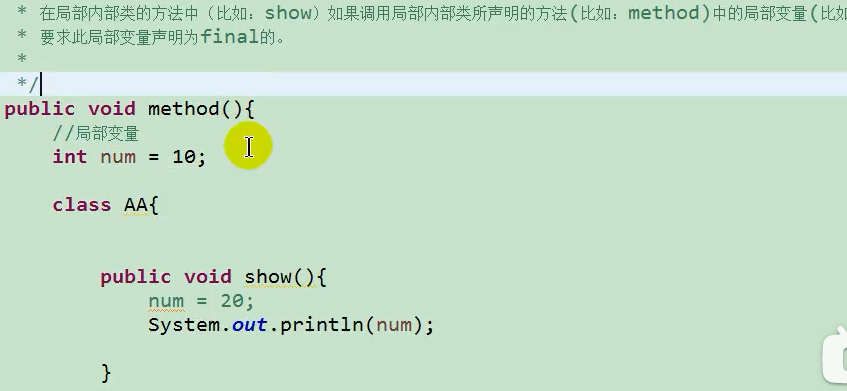 * 在局部内部类的方法中（比如：show）如果调用局部内部类所声明的方法(比如：method)中的局部变量(比如
* 要求此局部变量声明为final的。
*
*/
public void method(){
//局部变量
int num = 10;
class AA{
public void show(){
num = 20;
System.out.println(num);
}